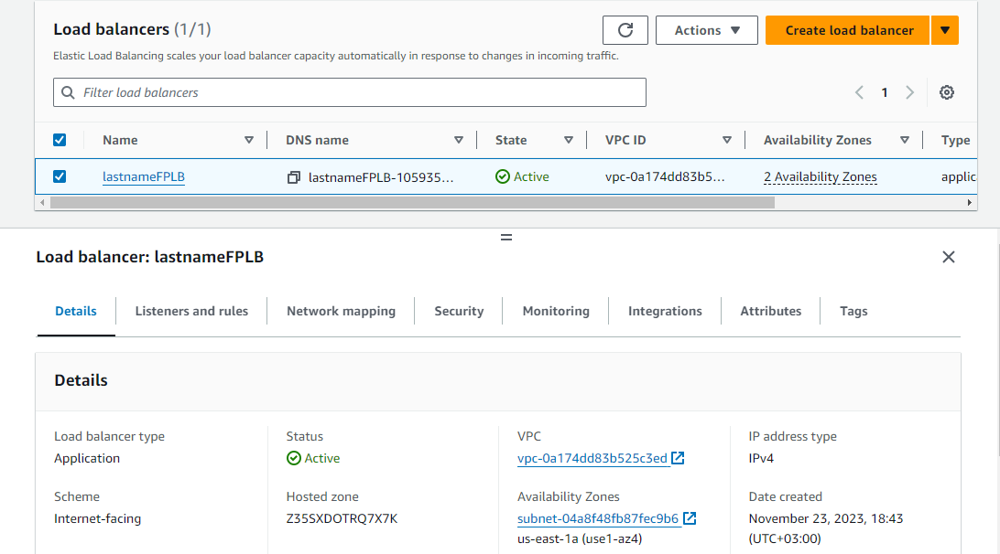 Load balancers (1/1)
Actions
Create load balancer
Elastic Load Balancing scales your load balancer capacity automatically in response to changes in incoming traffic.
Filter load balancers
1
Name
DNS name
State
VPC ID
Availability Zones
Type
lastnameFPLB
lastnameFPLB-105935...
Active
vpc-0a174dd83b5...
2 Availability Zones
applic
Load balancer: lastnameFPLB
Details
Listeners and rules
Network mapping
Security
Monitoring
Integrations
Attributes
Tags
Details
Load balancer type
Application
Status
Active
VPC
vpc-0a174dd83b525c3ed
IP address type
IPv4
Scheme
Internet-facing
Hosted zone
Z35SXDOTRQ7X7K
Availability Zones
subnet-04a8f48fb87fec9b6
us-east-1a (use1-az4)
Date created
November 23, 2023, 18:43
(UTC+03:00)